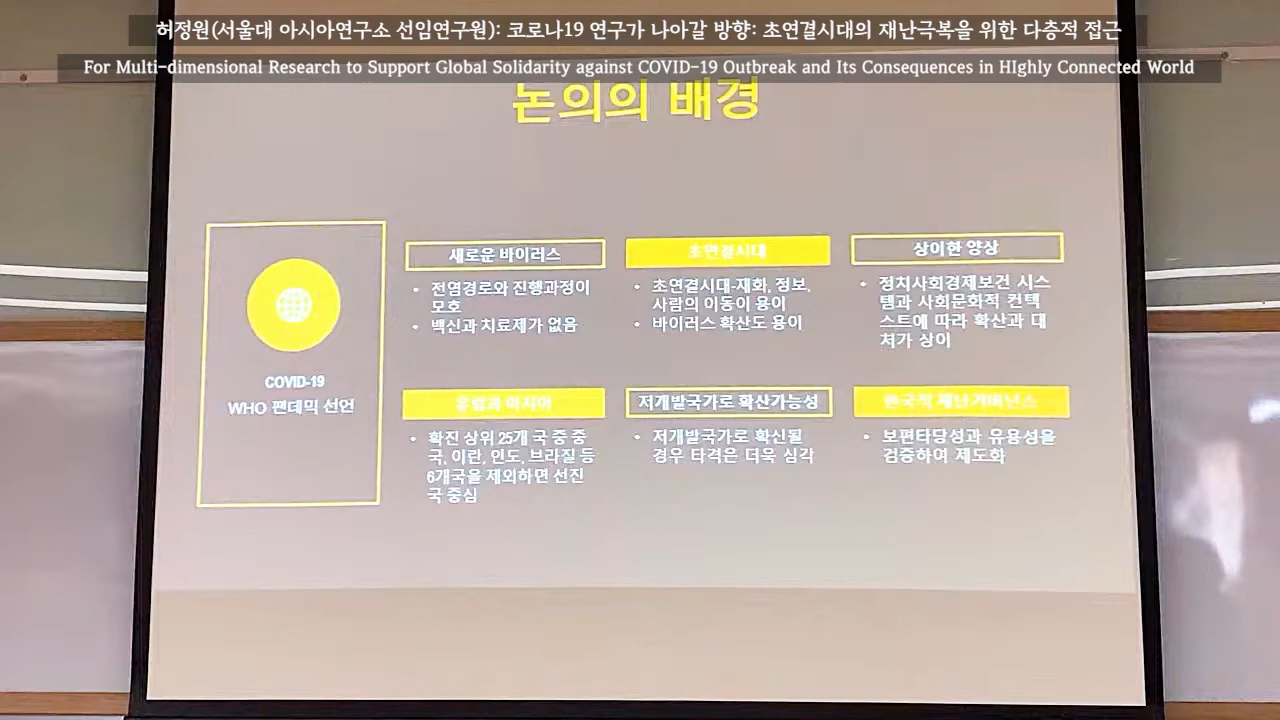 허정원(서울대 아시아연구소 선임연구원): 코로나19 연구가 나아갈 방향: 초연결시대의 재난극복을 위한 다층적 접근
For Multi-dimensional Research to Support Global Solidarity against COVID-19 Outbreak and Its Consequences in HIghly Connected World
논의의 배경
COVID-19
WHO 팬데믹 선언
새로운 바이러스
• 전염경로와 진행과정이
모호
• 백신과 치료제가 없음
초연결시대
• 초연결시대-재화, 정보,
사람의 이동이 용이
• 바이러스 확산도 용이
상이한 양상
• 정치사회경제보건 시스
템과 사회문화적 컨텍
스트에 따라 확산과 대
처가 상이
유럽과 아시아
• 확진 상위 25개 국 중 중
국, 이란, 인도, 브라질 등
6개국을 제외하면 선진
국 중심
저개발국가로 확산가능성
• 저개발국가로 확신될
경우 타격은 더욱 심각
한국적 재난거버넌스
• 보편타당성과 유용성을
검증하여 제도화